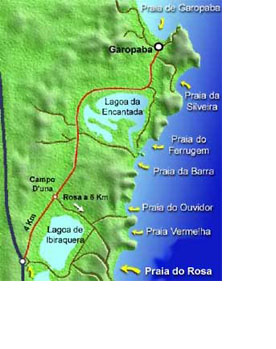 Praia de Garopaba
Garopaba
Praia da
Silveira
Lagoa da
Encantada
Praia do
Ferrugem
Praia da Barra
Campo
D'una
Rosa a 6 Km
Praia do Ouvidor
4 Km
Lagoa de
Ibiraquera
Praia Vermelha
Praia do Rosa